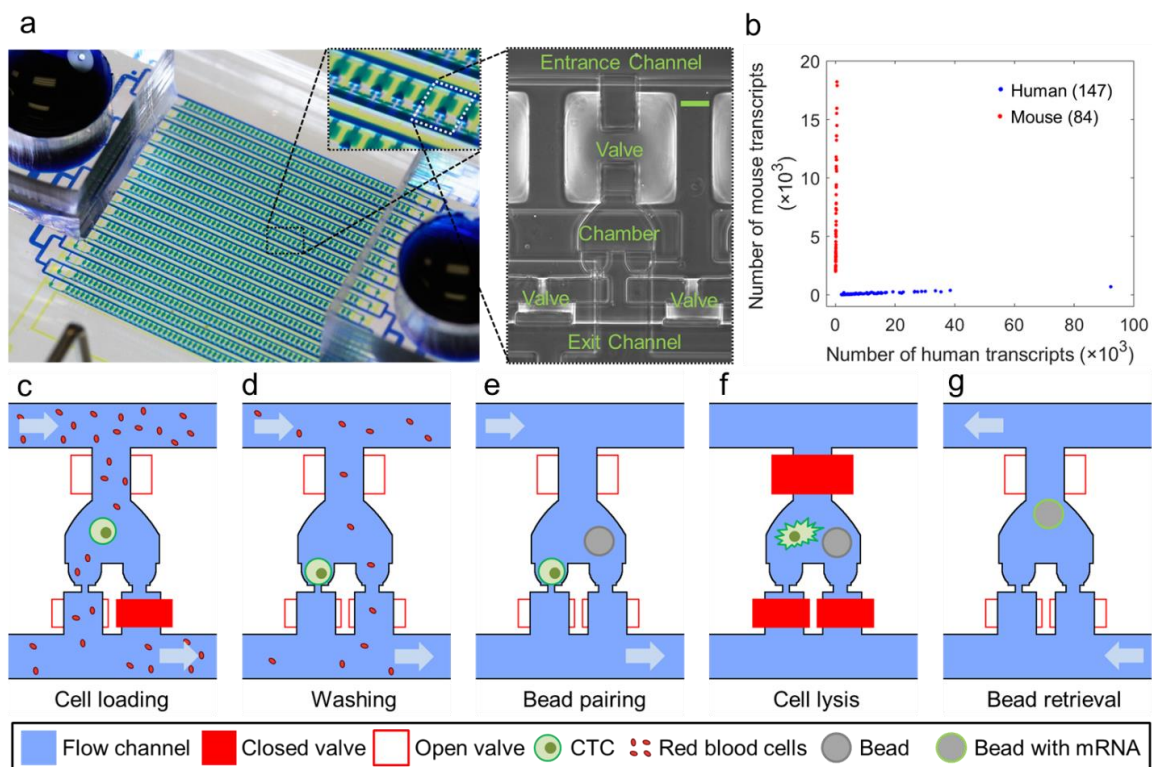 a
Entrance Channel
Valve
Chamber
Valve
Valve
Exit Channel
b
20
15
10
5
0
Number of mouse transcripts
(×10³)
Human (147)
Mouse (84)
0
20
40
60
80
100
Number of human transcripts (×10³)
c
d
e
f
g
Cell loading
Washing
Bead pairing
Cell lysis
Bead retrieval
Flow channel
Closed valve
Open valve
CTC
Red blood cells
Bead
Bead with mRNA